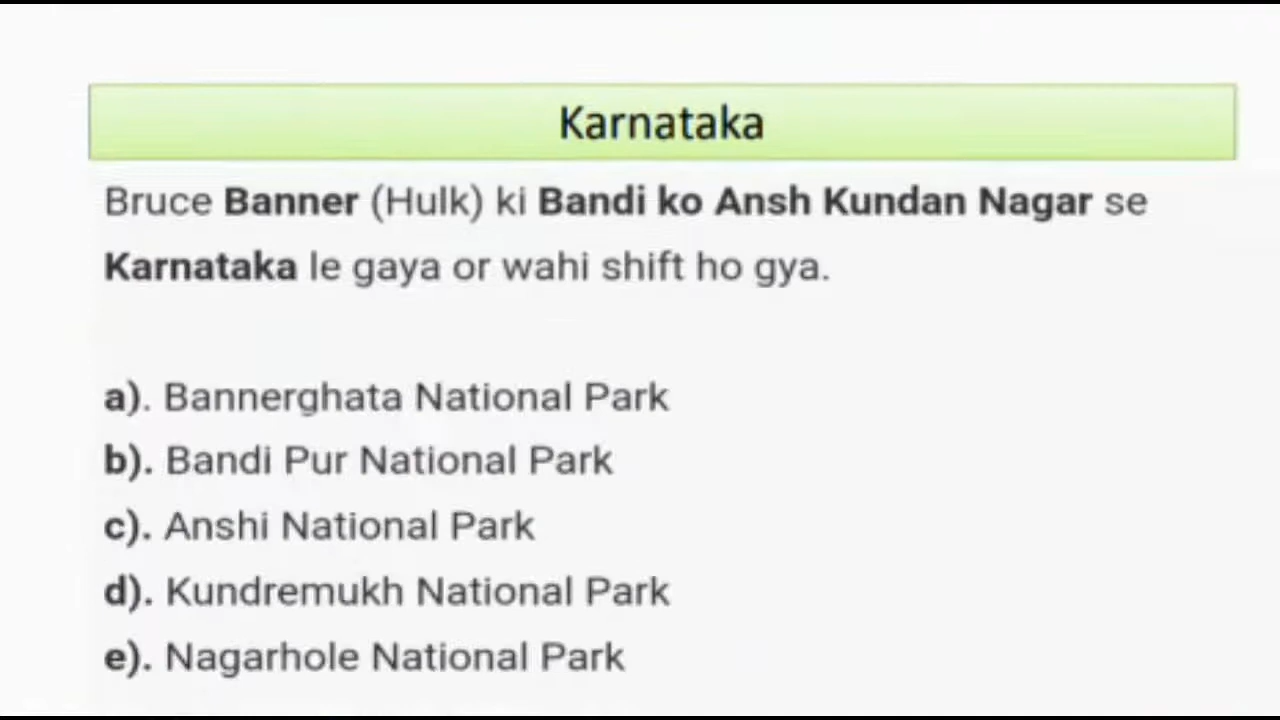 Karnataka
Bruce Banner (Hulk) ki Bandi ko Ansh Kundan Nagar se
Karnataka le gaya or wahi shift ho gya.
a). Bannerghata National Park
b). Bandi Pur National Park
c). Anshi National Park
d). Kundremukh National Park
e). Nagarhole National Park